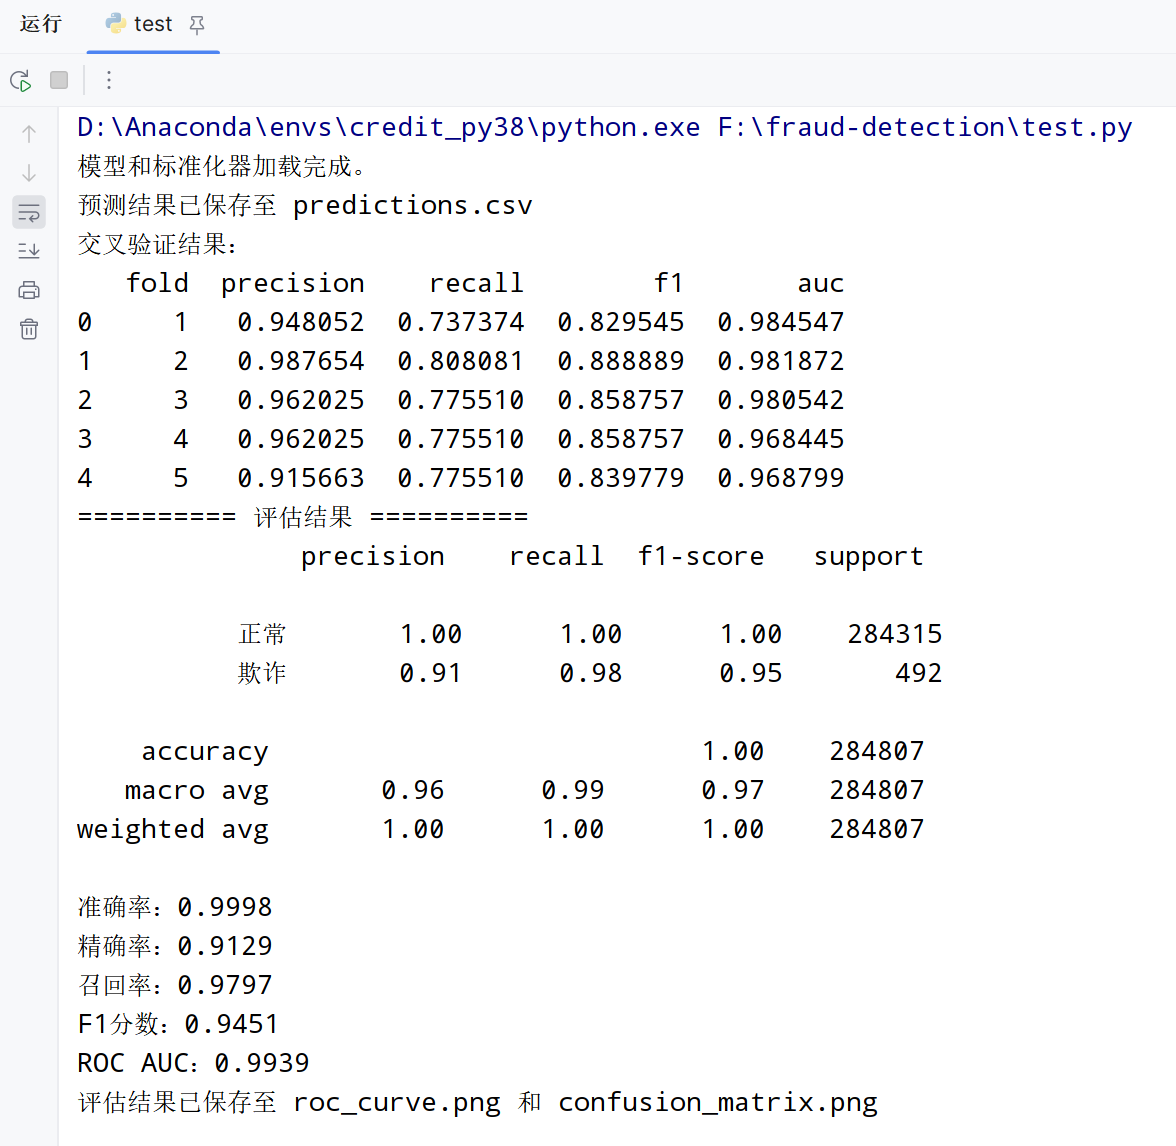 运行 test
D:\Anaconda\envs\credit_py38\python.exe F:\fraud-detection\test.py
模型和标准化器加载完成。
预测结果已保存至 predictions.csv
交叉验证结果：
   fold  precision    recall        f1       auc
0     1   0.948052  0.737374  0.829545  0.984547
1     2   0.987654  0.808081  0.888889  0.981872
2     3   0.962025  0.775510  0.858757  0.980542
3     4   0.962025  0.775510  0.858757  0.968445
4     5   0.915663  0.775510  0.839779  0.968799
========== 评估结果 ==========
              precision    recall  f1-score   support
          正常       1.00      1.00      1.00    284315
          欺诈       0.91      0.98      0.95       492
    accuracy                           1.00    284807
   macro avg       0.96      0.99      0.97    284807
weighted avg       1.00      1.00      1.00    284807
准确率：0.9998
精确率：0.9129
召回率：0.9797
F1分数：0.9451
ROC AUC：0.9939
评估结果已保存至 roc_curve.png 和 confusion_matrix.png